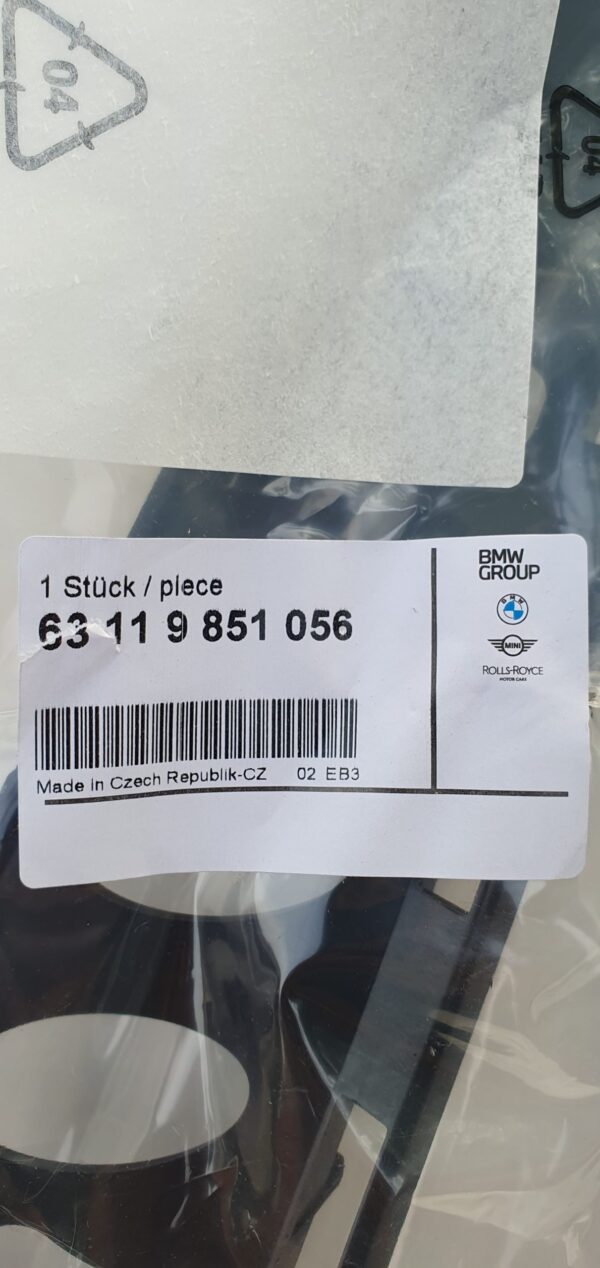 04
04
1 Stück / piece
63 11 9 851 056
Made in Czech Republik-CZ 02 EB3
BMW
GROUP
BMW
MINI
ROLLS-ROYCE
MOTOR CARS